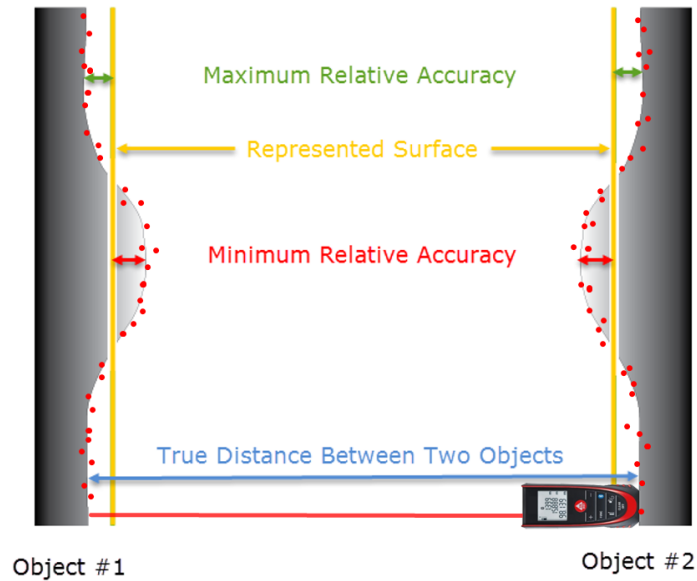 Maximum Relative Accuracy
Represented Surface
Minimum Relative Accuracy
True Distance Between Two Objects
Object #1
Object #2